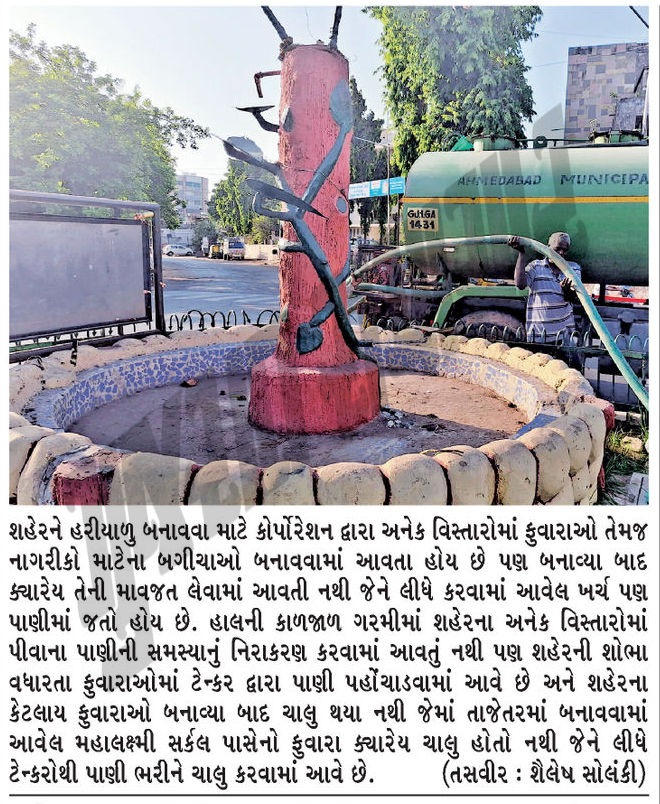 AHMEDABAD MUNICIPA
GJ1GA
1431
શહેરને હરીયાળુ બનાવવા માટે કોર્પોરેશન દ્વારા અનેક વિસ્તારોમાં ફુવારાઓ તેમજ
નાગરીકો માટેના બગીચાઓ બનાવવામાં આવતા હોય છે પણ બનાવ્યા બાદ
ક્યારેય તેની માવજત લેવામાં આવતી નથી જેને લીધે કરવામાં આવેલ ખર્ચ પણ
પાણીમાં જતો હોય છે. હાલની કાળજાળ ગરમીમાં શહેરના અનેક વિસ્તારોમાં
પીવાના પાણીની સમસ્યાનું નિરાકરણ કરવામાં આવતું નથી પણ શહેરની શોભા
વધારતા ફુવારાઓમાં ટેન્કર દ્વારા પાણી પહોંચાડવામાં આવે છે અને શહેરના
કેટલાય ફુવારાઓ બનાવ્યા બાદ ચાલુ થયા નથી જેમાં તાજેતરમાં બનાવવામાં
આવેલ મહાલક્ષ્મી સર્કલ પાસેનો ફુવારા ક્યારેય ચાલુ હોતો નથી જેને લીધે
ટેન્કરોથી પાણી ભરીને ચાલુ કરવામાં આવે છે. (તસવીર : શૈલેષ સોલંકી)